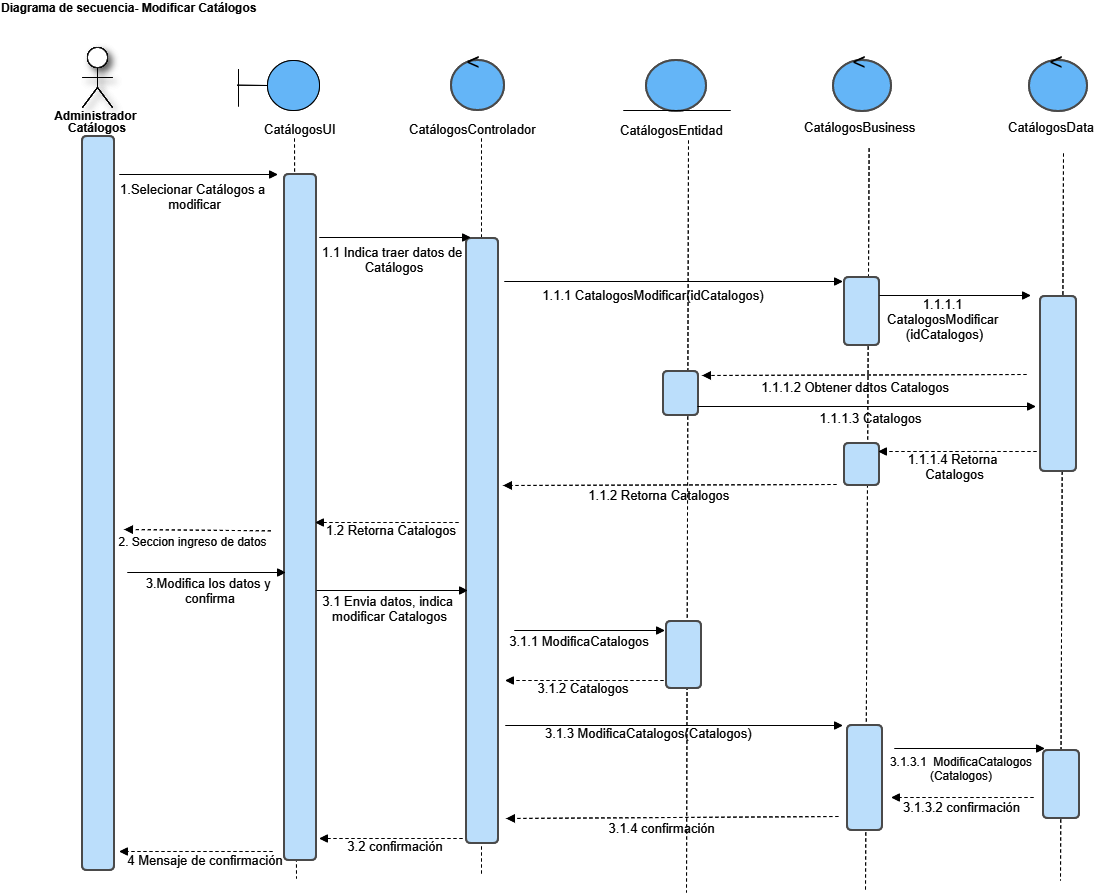 Diagrama de secuencia- Modificar Catálogos
Administrador
Catálogos
CatálogosUI
CatálogosControlador
CatálogosEntidad
CatálogosBusiness
CatálogosData
1.Selecionar Catálogos a
modificar
1.1 Indica traer datos de
Catálogos
1.1.1 CatalogosModificar(idCatalogos)
1.1.1.1
CatalogosModificar
(idCatalogos)
1.1.1.2 Obtener datos Catalogos
1.1.1.3 Catalogos
1.1.1.4 Retorna
Catalogos
1.1.2 Retorna Catalogos
1.2 Retorna Catalogos
2. Seccion ingreso de datos
3.Modifica los datos y
confirma
3.1 Envia datos, indica
modificar Catalogos
3.1.1 ModificaCatalogos
3.1.2 Catalogos
3.1.3 ModificaCatalogos(Catalogos)
3.1.3.1 ModificaCatalogos
(Catalogos)
3.1.3.2 confirmación
3.1.4 confirmación
3.2 confirmación
4 Mensaje de confirmación